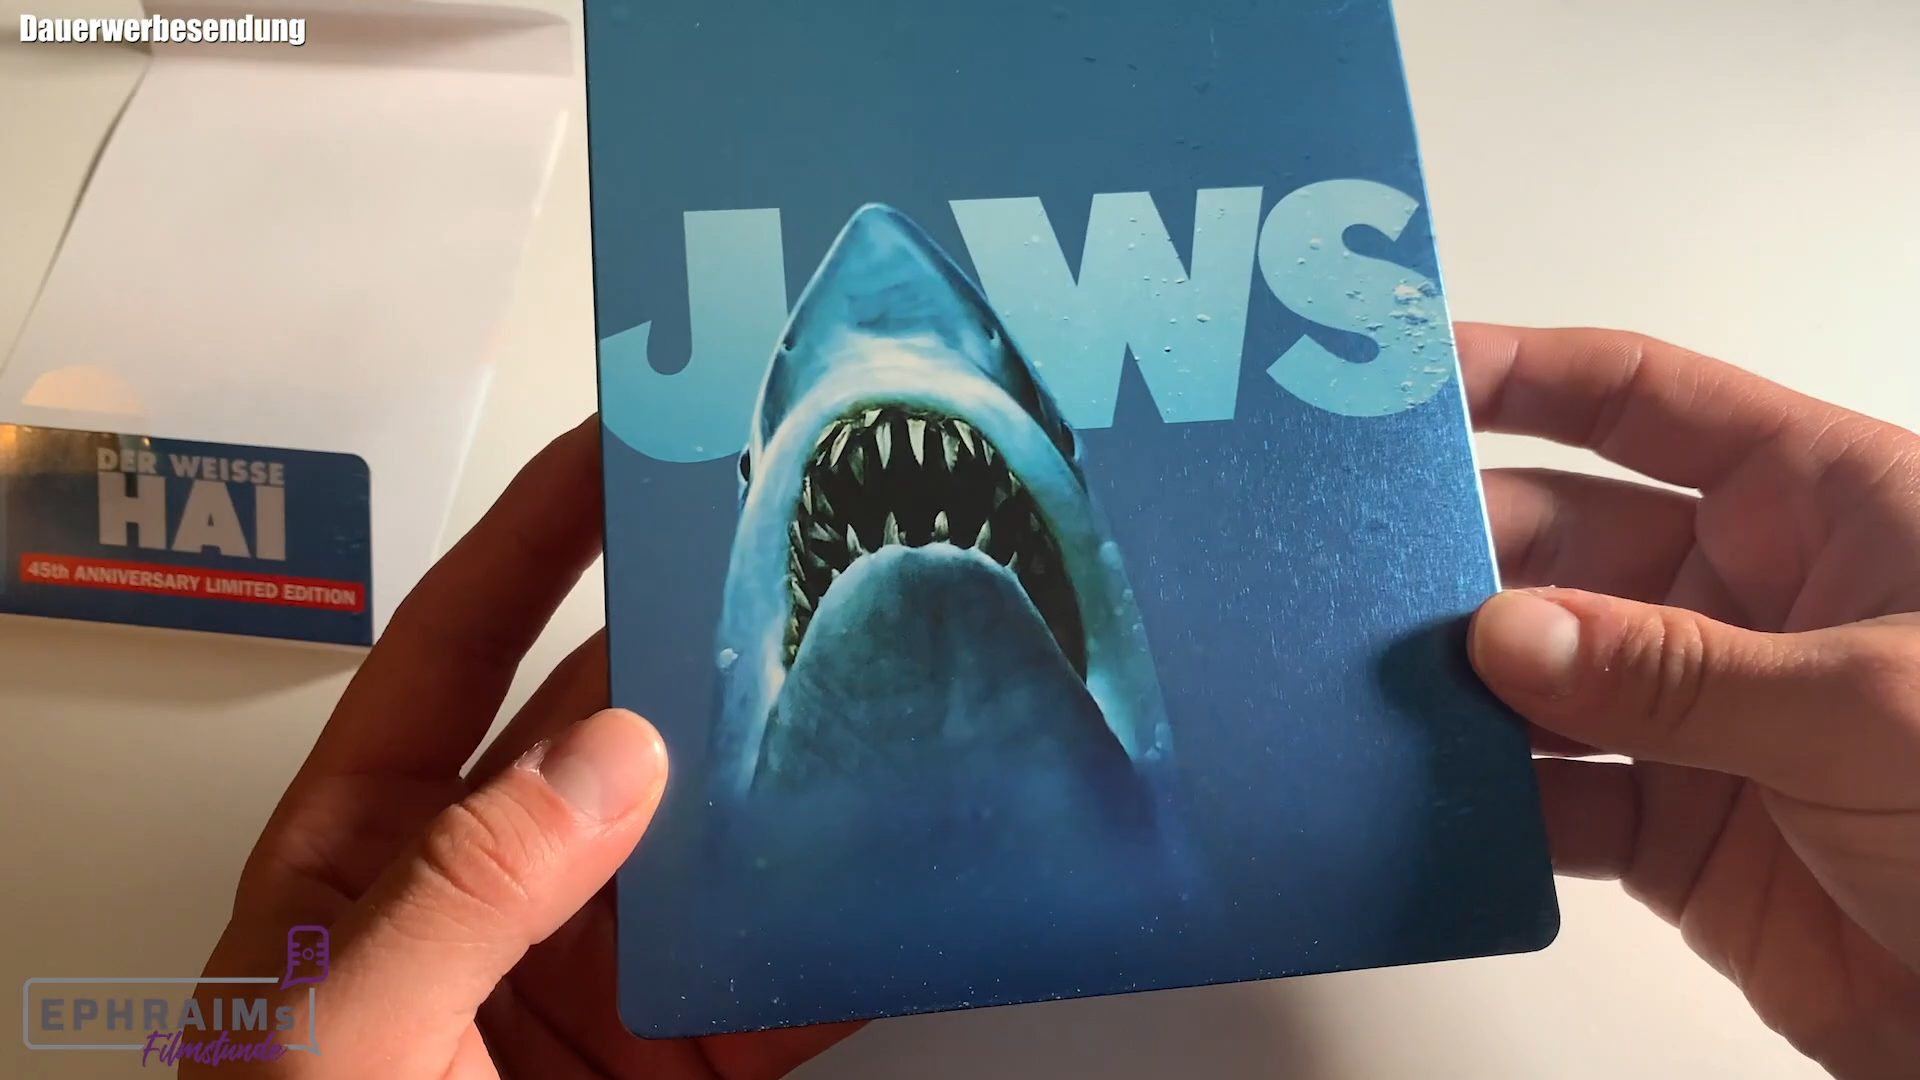 Dauerwerbesendung
JAWS
DER WEISSE
HAI
45th ANNIVERSARY LIMITED EDITION
EPHRAIMs
Filmstunde